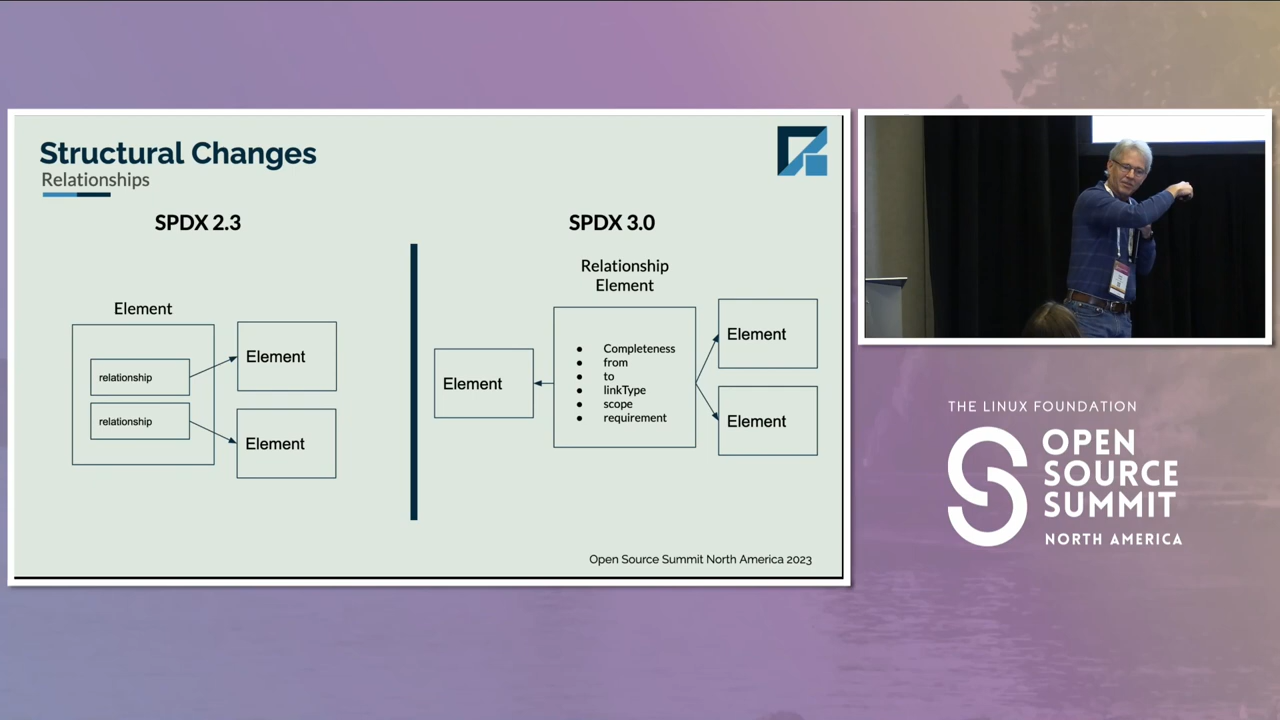 Structural Changes
Relationships
SPDX 2.3
Element
relationship
relationship
Element
Element
SPDX 3.0
Relationship
Element
Element
• Completeness
• from
• to
• linkType
• scope
• requirement
Element
Element
Open Source Summit North America 2023
THE LINUX FOUNDATION
OPEN
SOURCE
SUMMIT
NORTH AMERICA